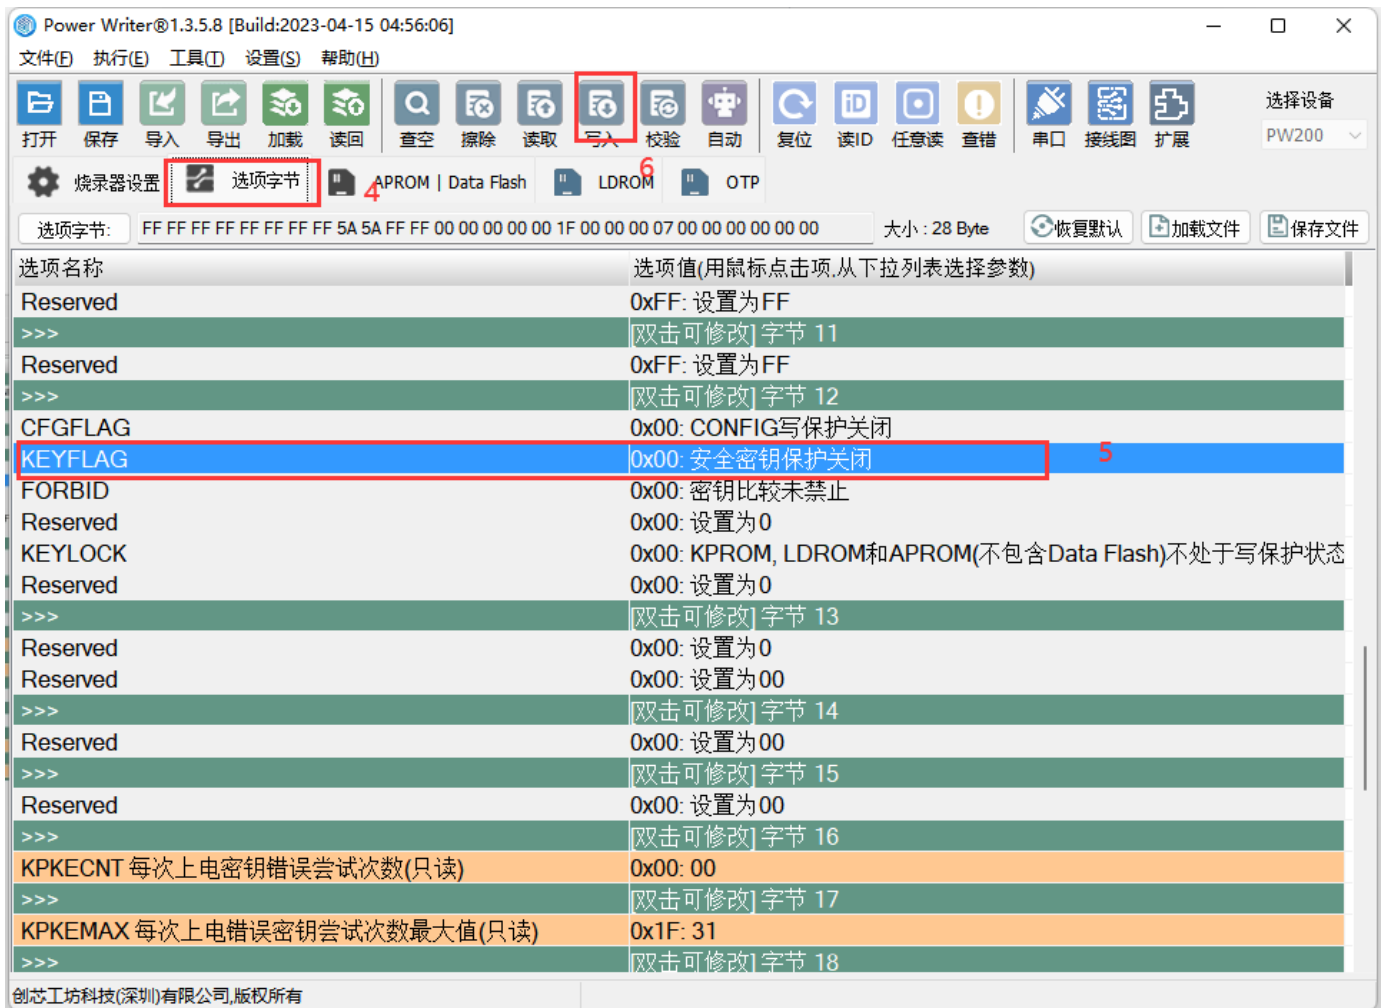 Power Writer®1.3.5.8 [Build:2023-04-15 04:56:06]
文件(F) 执行(E) 工具(T) 设置(S) 帮助(H)
打开 保存 导入 导出 加载 读回 查空 擦除 读取 写入 校验 自动 复位 读ID 任意读 查错 串口 接线图 扩展
选择设备
PW200
6
烧录器设置 选项字节 4 APROM | Data Flash LDROM OTP
选项字节: FF FF FF FF FF FF FF FF 5A 5A FF FF 00 00 00 00 00 1F 00 00 00 07 00 00 00 00 00 00 大小 : 28 Byte 恢复默认 加载文件 保存文件
选项名称 选项值(用鼠标点击项,从下拉列表选择参数)
Reserved 0xFF: 设置为FF
>>> [双击可修改] 字节 11
Reserved 0xFF: 设置为FF
>>> [双击可修改] 字节 12
CFGFLAG 0x00: CONFIG写保护关闭
KEYFLAG 0x00: 安全密钥保护关闭 5
FORBID 0x00: 密钥比较未禁止
Reserved 0x00: 设置为0
KEYLOCK 0x00: KPROM, LDROM和APROM(不包含Data Flash)不处于写保护状态
Reserved 0x00: 设置为0
>>> [双击可修改] 字节 13
Reserved 0x00: 设置为0
Reserved 0x00: 设置为00
>>> [双击可修改] 字节 14
Reserved 0x00: 设置为00
>>> [双击可修改] 字节 15
Reserved 0x00: 设置为00
>>> [双击可修改] 字节 16
KPKECNT 每次上电密钥错误尝试次数(只读) 0x00: 00
>>> [双击可修改] 字节 17
KPKEMAX 每次上电错误密钥尝试次数最大值(只读) 0x1F: 31
>>> [双击可修改] 字节 18
创芯工坊科技(深圳)有限公司,版权所有